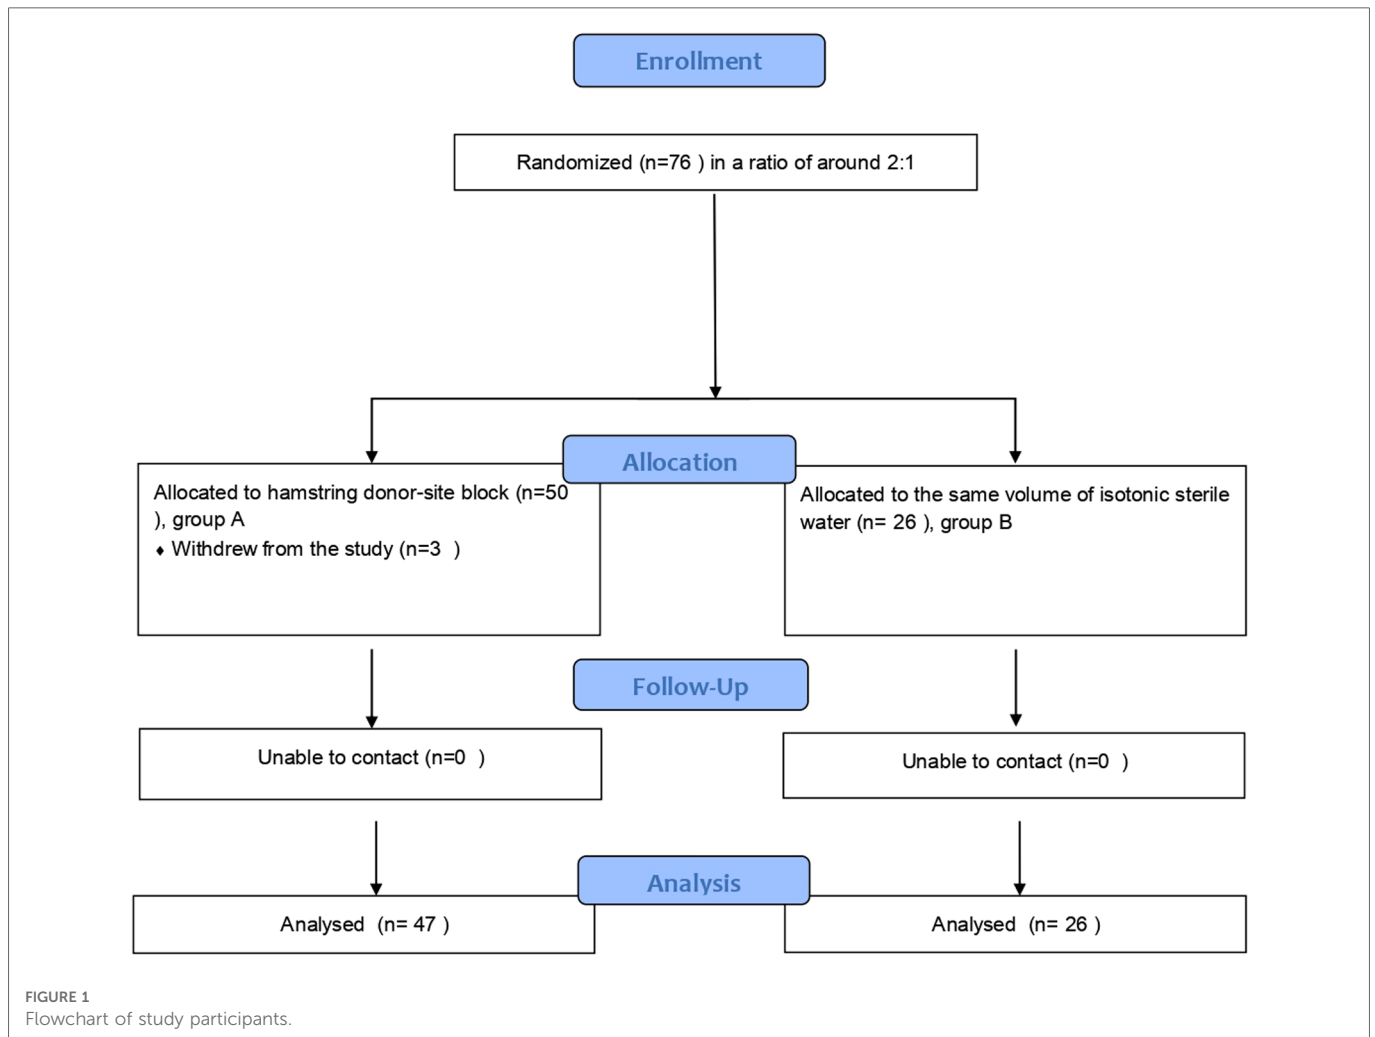 Enrollment
Randomized (n=76 ) in a ratio of around 2:1
Allocation
Allocated to hamstring donor-site block (n=50
), group A
♦ Withdrew from the study (n=3 )
Allocated to the same volume of isotonic sterile
water (n= 26 ), group B
Follow-Up
Unable to contact (n=0 )
Unable to contact (n=0 )
Analysis
Analysed (n= 47 )
Analysed (n= 26 )
FIGURE 1
Flowchart of study participants.